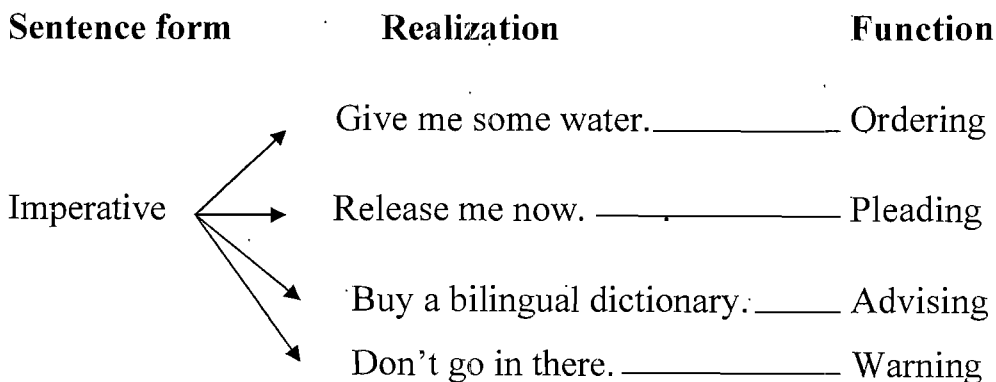 Sentence form Realization Function
Give me some water. Ordering
Imperative Release me now. Pleading
Buy a bilingual dictionary. Advising
Don't go in there. Warning